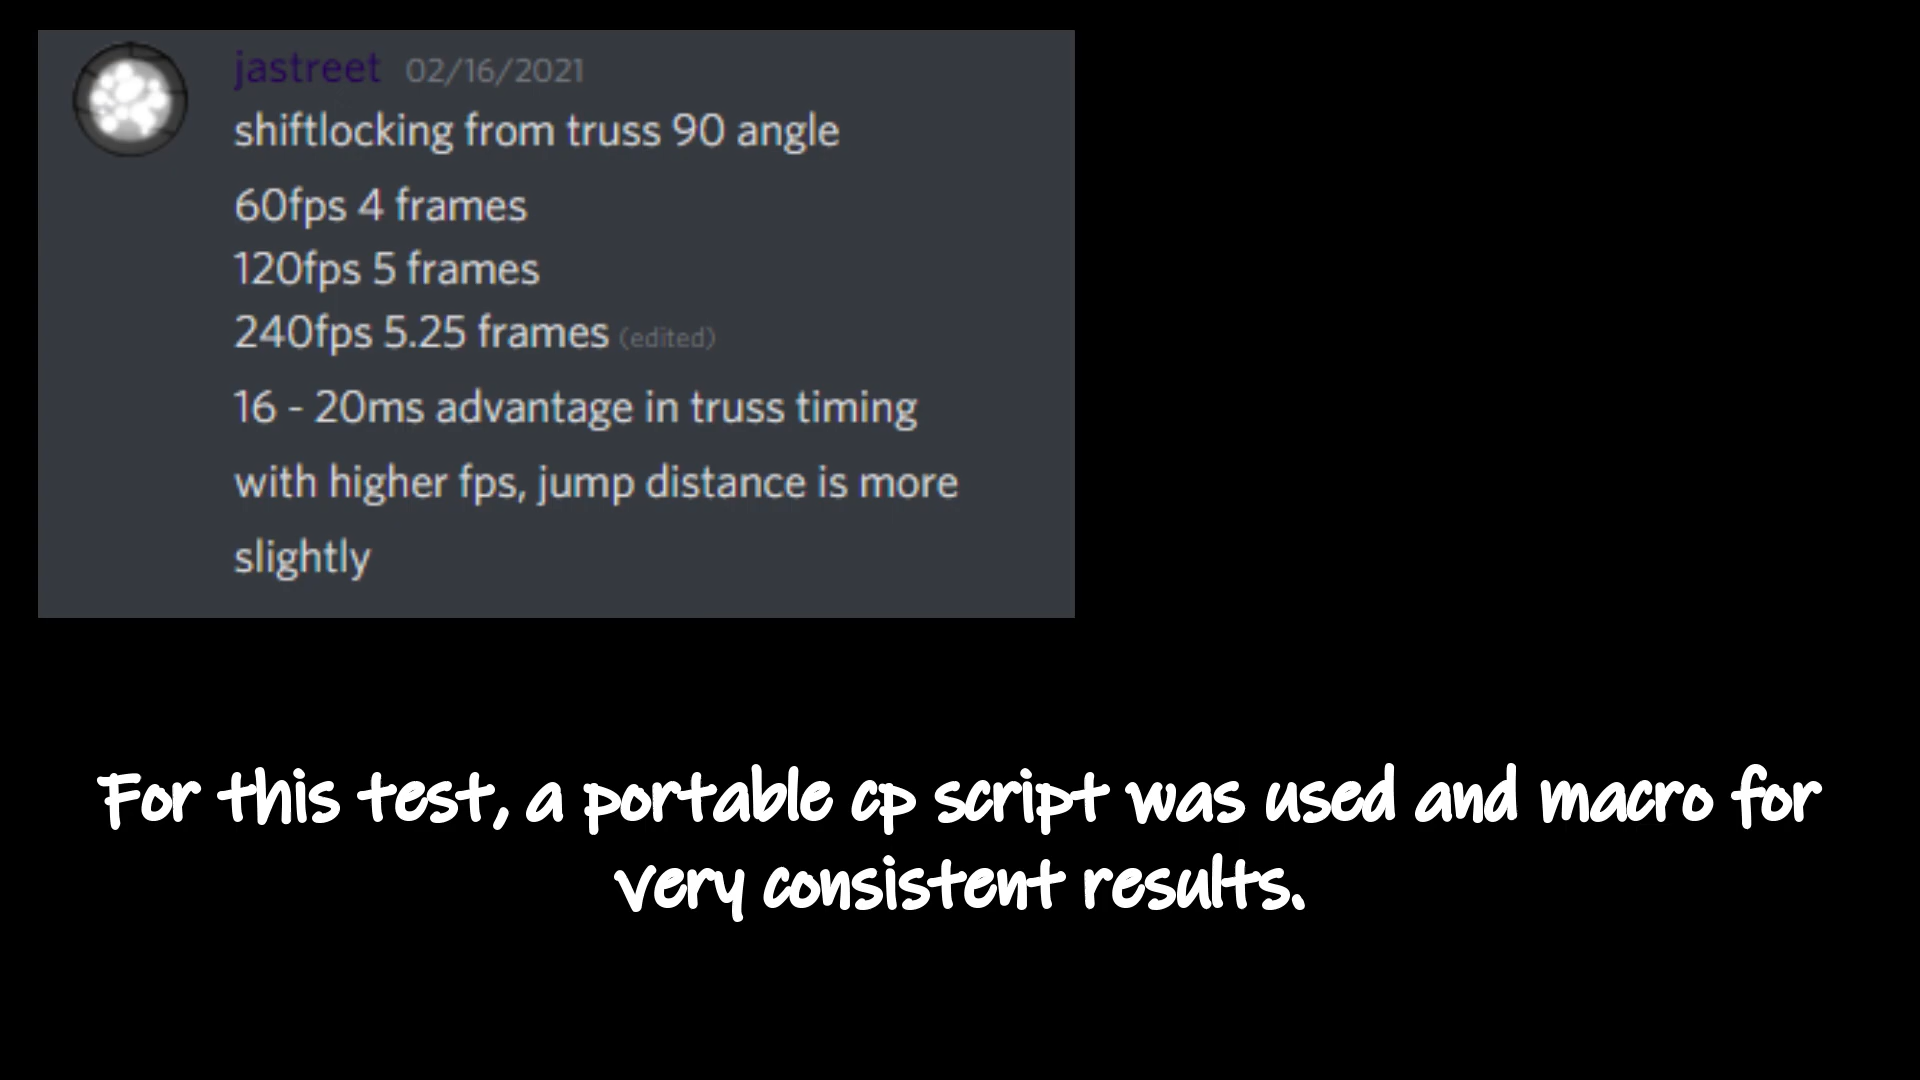 jastreet 02/16/2021
shiftlocking from truss 90 angle
60fps 4 frames
120fps 5 frames
240fps 5.25 frames (edited)
16 - 20ms advantage in truss timing
with higher fps, jump distance is more
slightly
For this test, a portable cp script was used and macro for
very consistent results.